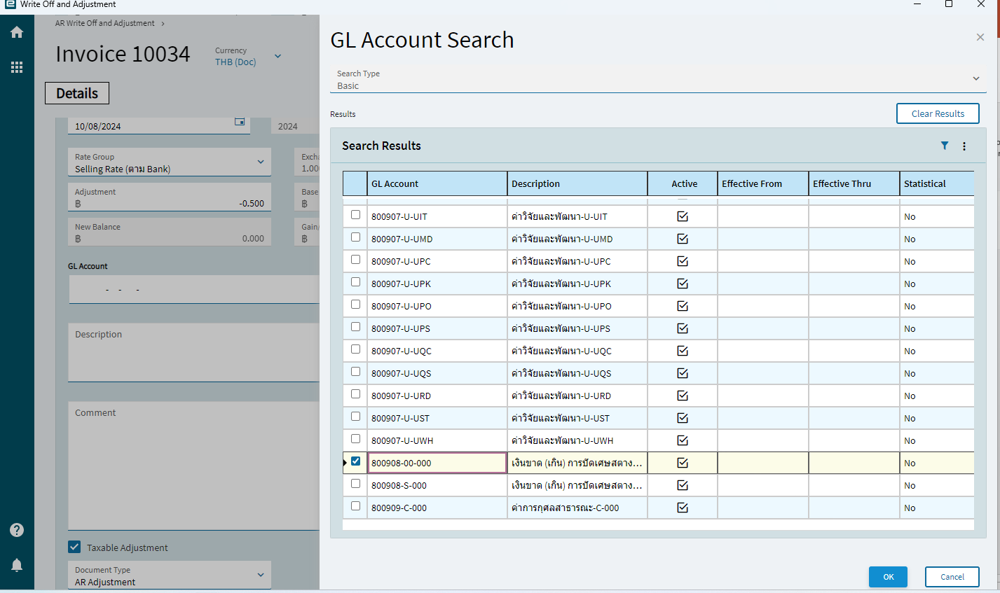 Write Off and Adjustment
AR Write Off and Adjustment >
Invoice 10034
Currency
THB (Doc)
Details
10/08/2024
2024
Rate Group
Selling Rate (ตาม Bank)
1.00
Adjustment
฿ -0.500
Base
฿
New Balance
฿ 0.000
Gain/
฿
GL Account
- - -
Description
Comment
Taxable Adjustment
Document Type
AR Adjustment
GL Account Search
Search Type
Basic
Results
Clear Results
Search Results
GL Account Description Active Effective From Effective Thru Statistical
800907-U-UIT ค่าวิจัยและพัฒนา-U-UIT No
800907-U-UMD ค่าวิจัยและพัฒนา-U-UMD No
800907-U-UPC ค่าวิจัยและพัฒนา-U-UPC No
800907-U-UPK ค่าวิจัยและพัฒนา-U-UPK No
800907-U-UPO ค่าวิจัยและพัฒนา-U-UPO No
800907-U-UPS ค่าวิจัยและพัฒนา-U-UPS No
800907-U-UQC ค่าวิจัยและพัฒนา-U-UQC No
800907-U-UQS ค่าวิจัยและพัฒนา-U-UQS No
800907-U-URD ค่าวิจัยและพัฒนา-U-URD No
800907-U-UST ค่าวิจัยและพัฒนา-U-UST No
800907-U-UWH ค่าวิจัยและพัฒนา-U-UWH No
800908-00-000 เงินขาด (เกิน) การปัดเศษสตาง... No
800908-S-000 เงินขาด (เกิน) การปัดเศษสตาง... No
800909-C-000 ค่าการกุศลสาธารณะ-C-000 No
OK
Cancel